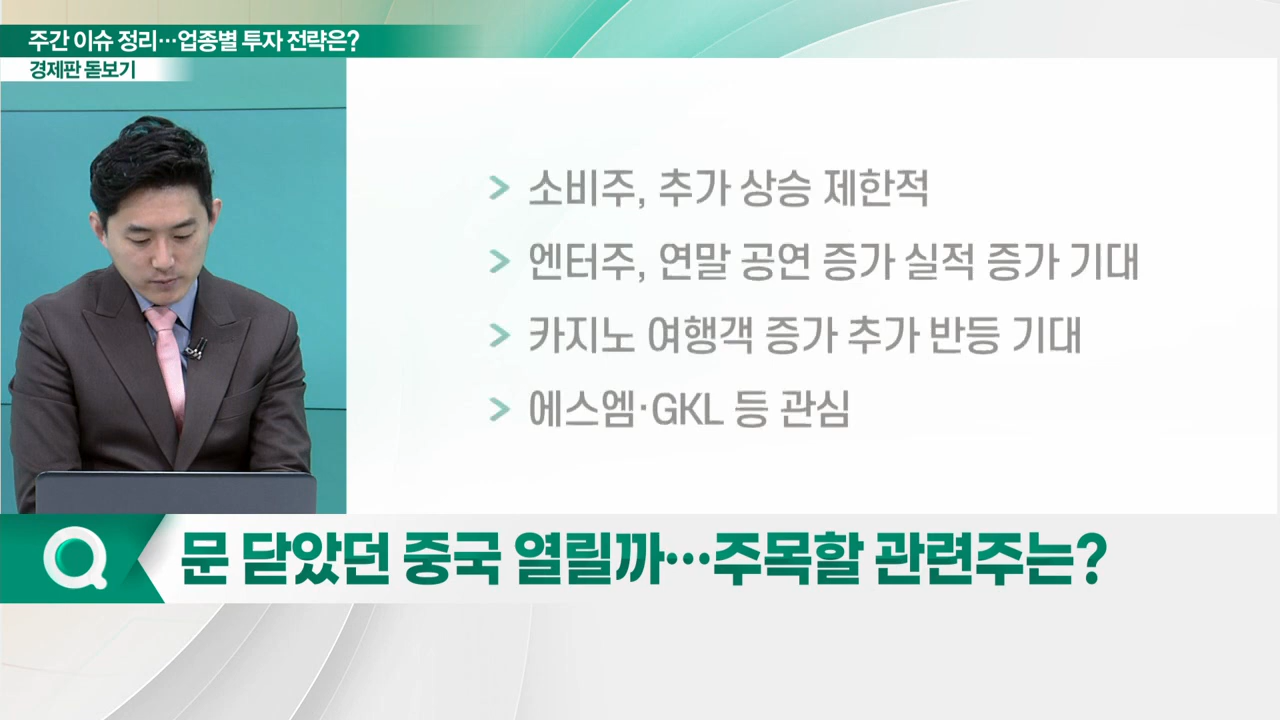 주간 이슈 정리…업종별 투자 전략은?
경제판 돋보기
소비주, 추가 상승 제한적
엔터주, 연말 공연 증가 실적 증가 기대
카지노 여행객 증가 추가 반등 기대
에스엠·GKL 등 관심
문 닫았던 중국 열릴까…주목할 관련주는?